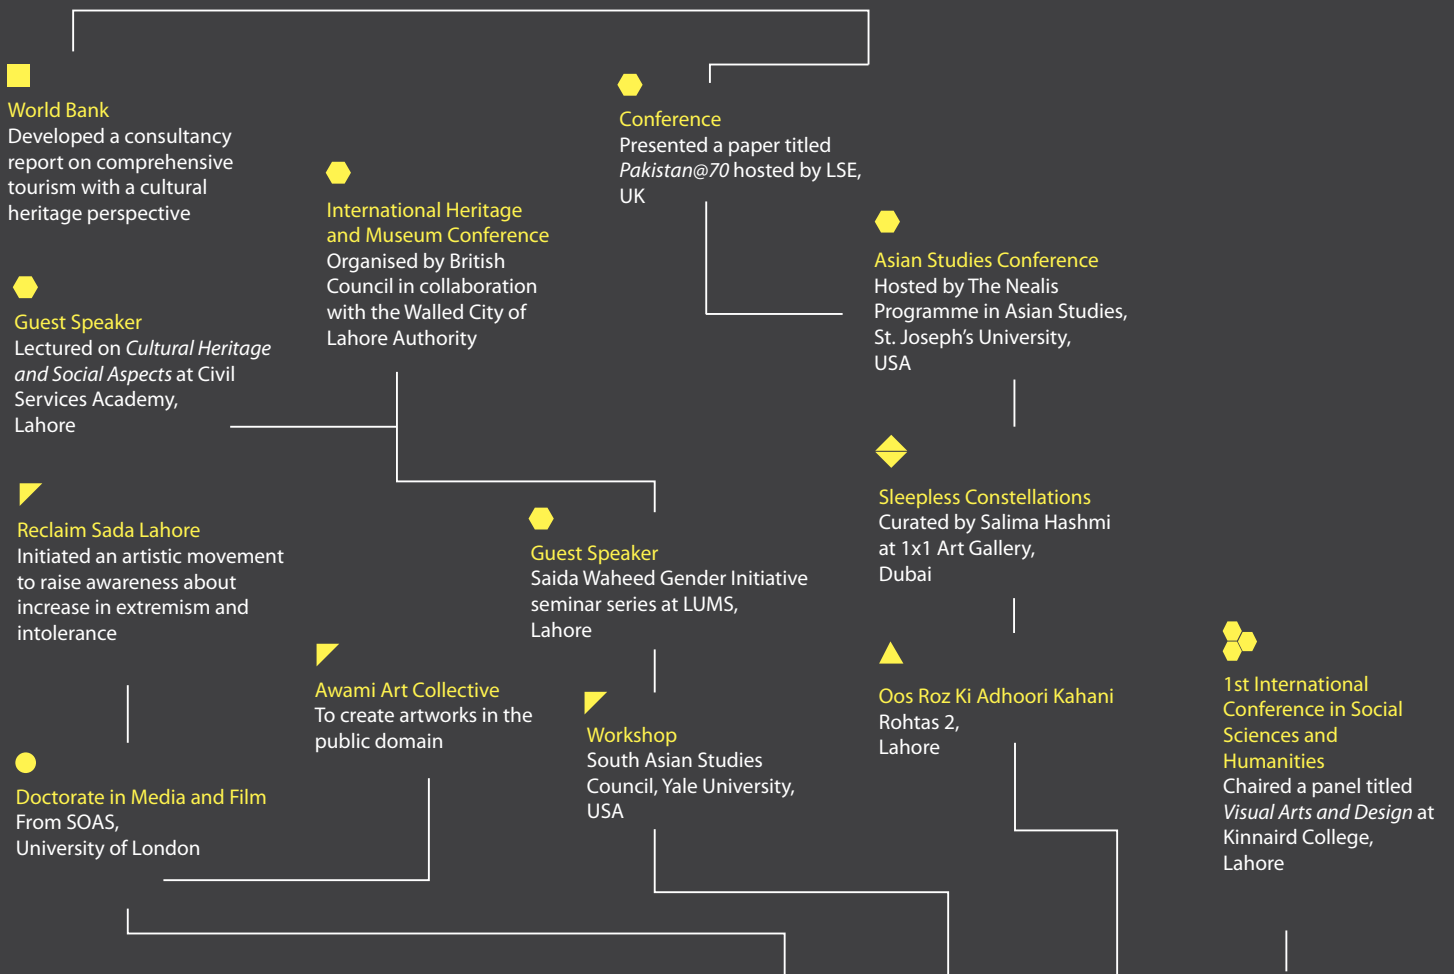 World Bank
Developed a consultancy
report on comprehensive
tourism with a cultural
heritage perspective
Guest Speaker
Lectured on Cultural Heritage
and Social Aspects at Civil
Services Academy,
Lahore
Reclaim Sada Lahore
Initiated an artistic movement
to raise awareness about
increase in extremism and
intolerance
Doctorate in Media and Film
From SOAS,
University of London
International Heritage
and Museum Conference
Organised by British
Council in collaboration
with the Walled City of
Lahore Authority
Awami Art Collective
To create artworks in the
public domain
Conference
Presented a paper titled
Pakistan@70 hosted by LSE,
UK
Guest Speaker
Saida Waheed Gender Initiative
seminar series at LUMS,
Lahore
Workshop
South Asian Studies
Council, Yale University,
USA
Asian Studies Conference
Hosted by The Nealis
Programme in Asian Studies,
St. Joseph's University,
USA
Sleepless Constellations
Curated by Salima Hashmi
at 1x1 Art Gallery,
Dubai
Oos Roz Ki Adhoori Kahani
Rohtas 2,
Lahore
1st International
Conference in Social
Sciences and
Humanities
Chaired a panel titled
Visual Arts and Design at
Kinnaird College,
Lahore